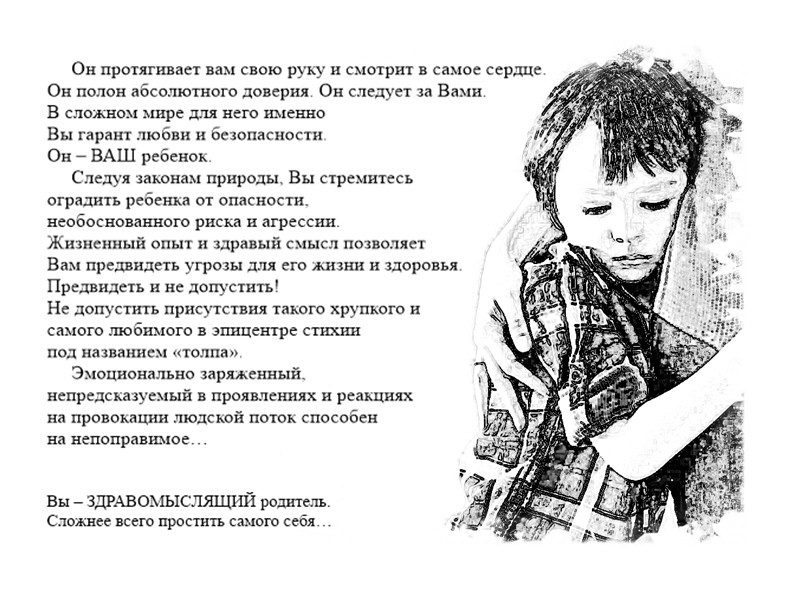 Он протягивает вам свою руку и смотрит в самое сердце.
Он полон абсолютного доверия. Он следует за Вами.
В сложном мире для него именно
Вы гарант любви и безопасности.
Он – ВАШ ребенок.
Следуя законам природы, Вы стремитесь
оградить ребенка от опасности,
необоснованного риска и агрессии.
Жизненный опыт и здравый смысл позволяет
Вам предвидеть угрозы для его жизни и здоровья.
Предвидеть и не допустить!
Не допустить присутствия такого хрупкого и
самого любимого в эпицентре стихии
под названием «толпа».
Эмоционально заряженный,
непредсказуемый в проявлениях и реакциях
на провокации людской поток способен
на непоправимое…
Вы – ЗДРАВОМЫСЛЯЩИЙ родитель.
Сложнее всего простить самого себя…